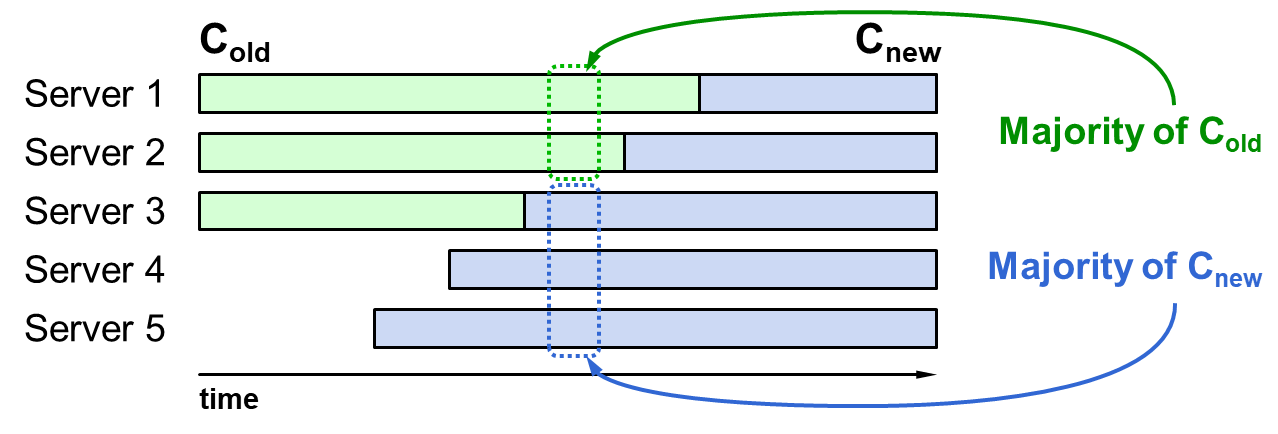 Cold
Cnew
Server 1
Majority of Cold
Server 2
Server 3
Server 4
Majority of Cnew
Server 5
time